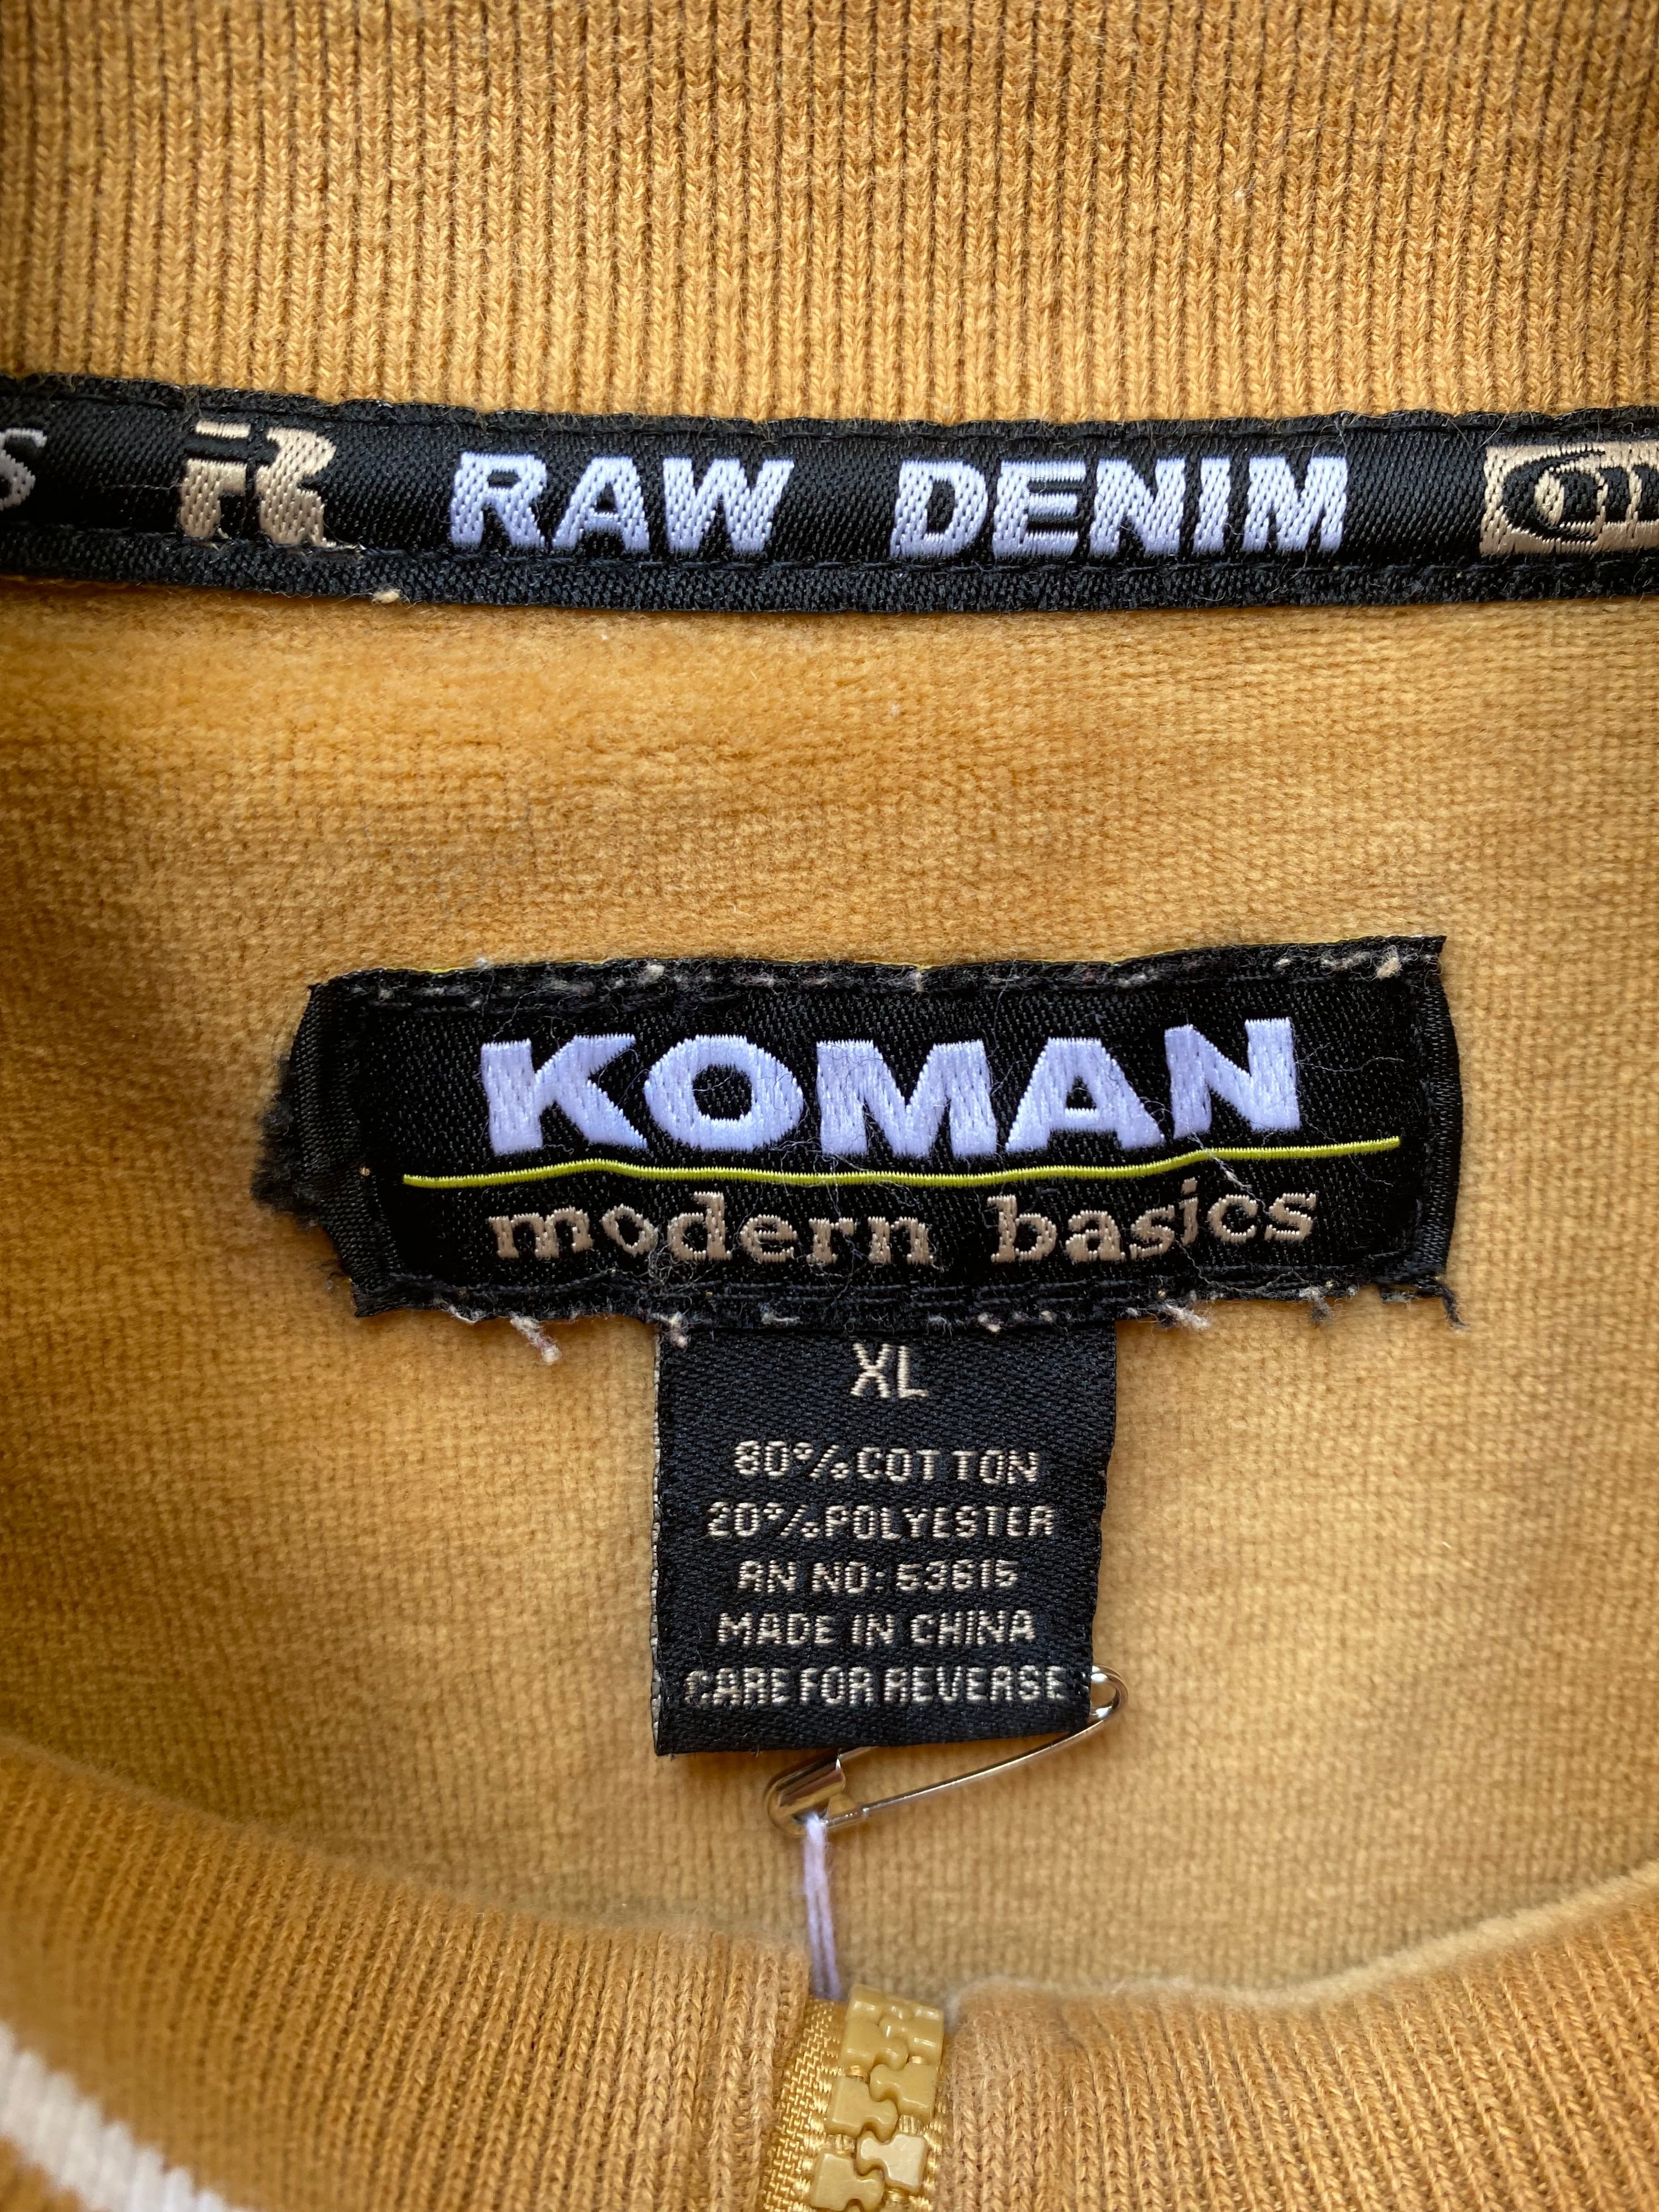 S R RAW DENIM
KOMAN
modern basics
XL
80% COTTON
20% POLYESTER
RN NO: 53615
MADE IN CHINA
CARE FOR REVERSE